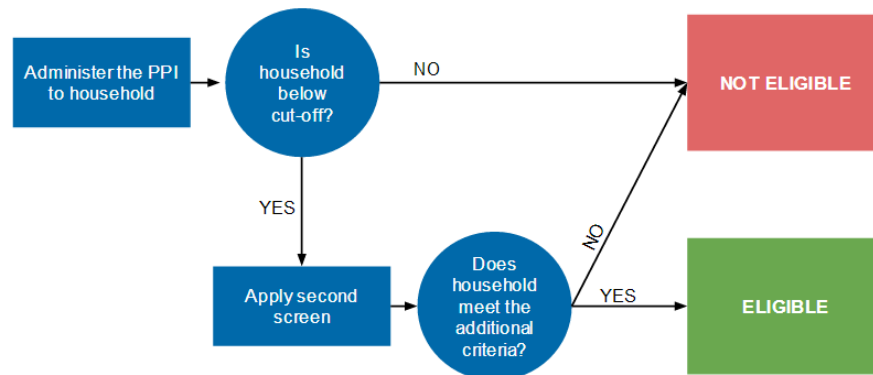 Administer the PPI
to household
Is
household
below
cut-off?
NO
NOT ELIGIBLE
YES
Apply second
screen
Does
household
meet the
additional
criteria?
NO
YES
ELIGIBLE